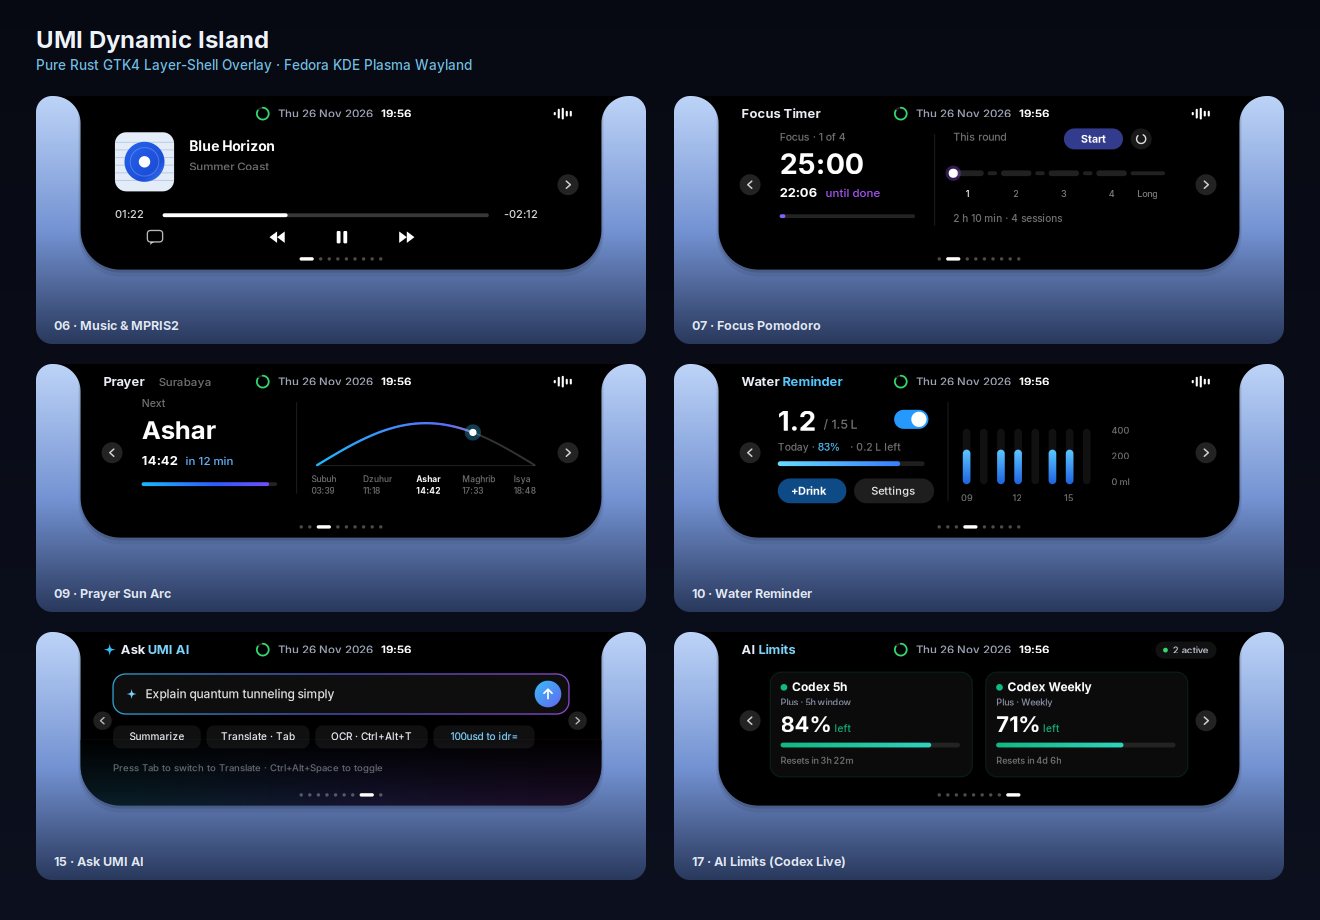 UMI Dynamic Island
Pure Rust GTK4 Layer-Shell Overlay · Fedora KDE Plasma Wayland
Thu 26 Nov 2026 19:56
Blue Horizon
Summer Coast
01:22
-02:12
06 · Music & MPRIS2
Focus Timer
Thu 26 Nov 2026 19:56
Focus · 1 of 4
25:00
22:06 until done
This round
Start
1 2 3 4 Long
2 h 10 min · 4 sessions
07 · Focus Pomodoro
Prayer Surabaya
Thu 26 Nov 2026 19:56
Next
Ashar
14:42 in 12 min
Subuh Dzuhur Ashar Maghrib Isya
03:39 11:18 14:42 17:33 18:48
09 · Prayer Sun Arc
Water Reminder
Thu 26 Nov 2026 19:56
1.2 / 1.5 L
Today · 83% · 0.2 L left
+Drink
Settings
400
200
0 ml
09 12 15
10 · Water Reminder
Ask UMI AI
Thu 26 Nov 2026 19:56
Explain quantum tunneling simply
Summarize
Translate · Tab
OCR · Ctrl+Alt+T
100usd to idr=
Press Tab to switch to Translate · Ctrl+Alt+Space to toggle
15 · Ask UMI AI
AI Limits
Thu 26 Nov 2026 19:56
2 active
Codex 5h
Plus · 5h window
84% left
Resets in 3h 22m
Codex Weekly
Plus · Weekly
71% left
Resets in 4d 6h
17 · AI Limits (Codex Live)